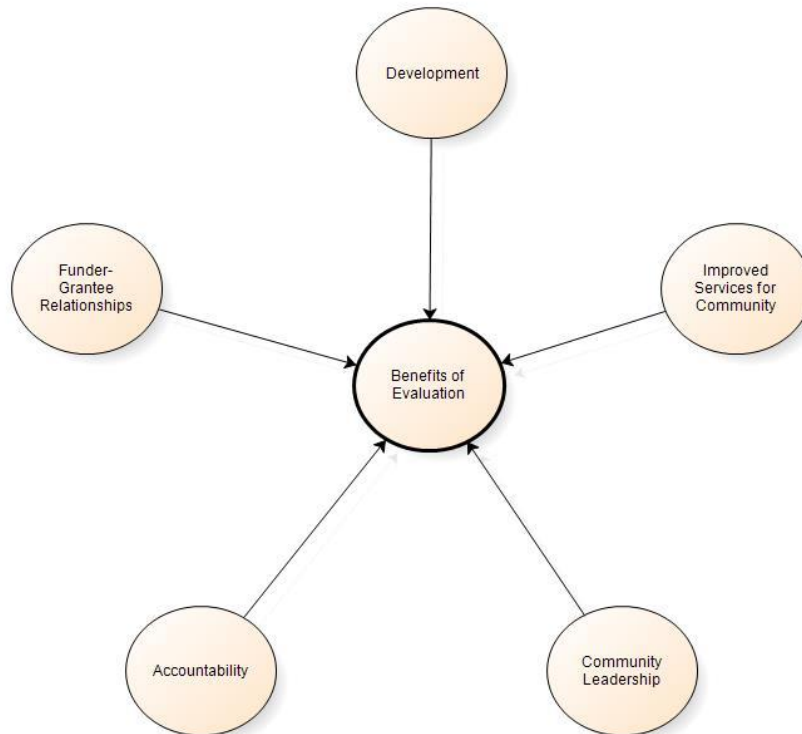 Development
Funder-
Grantee
Relationships
Improved
Services for
Community
Benefits of
Evaluation
Accountability
Community
Leadership